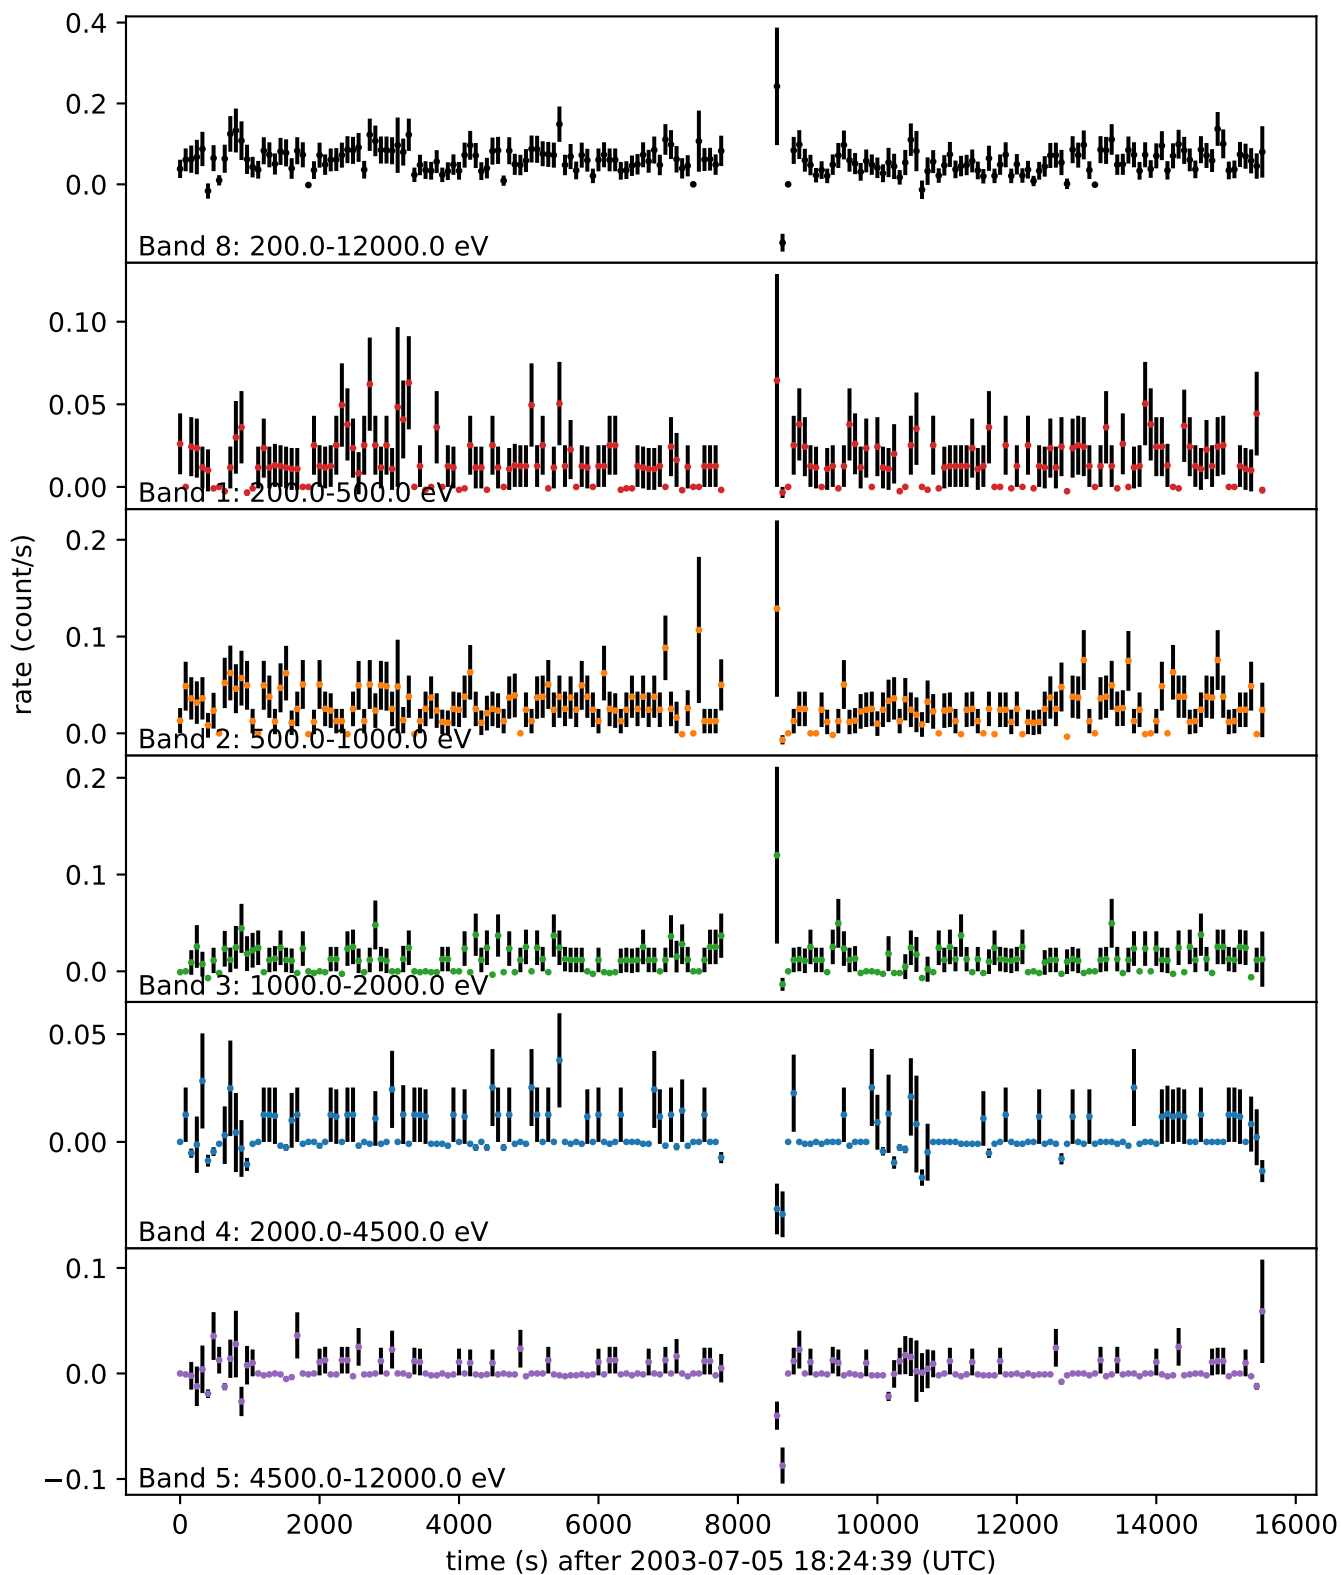 0.4
0.2
0.0
Band 8: 200.0-12000.0 eV
0.10
0.05
0.00
Band 1: 200.0-500.0 eV
0.2
0.1
0.0
Band 2: 500.0-1000.0 eV
rate (count/s)
0.2
0.1
0.0
Band 3: 1000.0-2000.0 eV
0.05
0.00
Band 4: 2000.0-4500.0 eV
0.1
0.0
−0.1
Band 5: 4500.0-12000.0 eV
0 2000 4000 6000 8000 10000 12000 14000 16000
time (s) after 2003-07-05 18:24:39 (UTC)